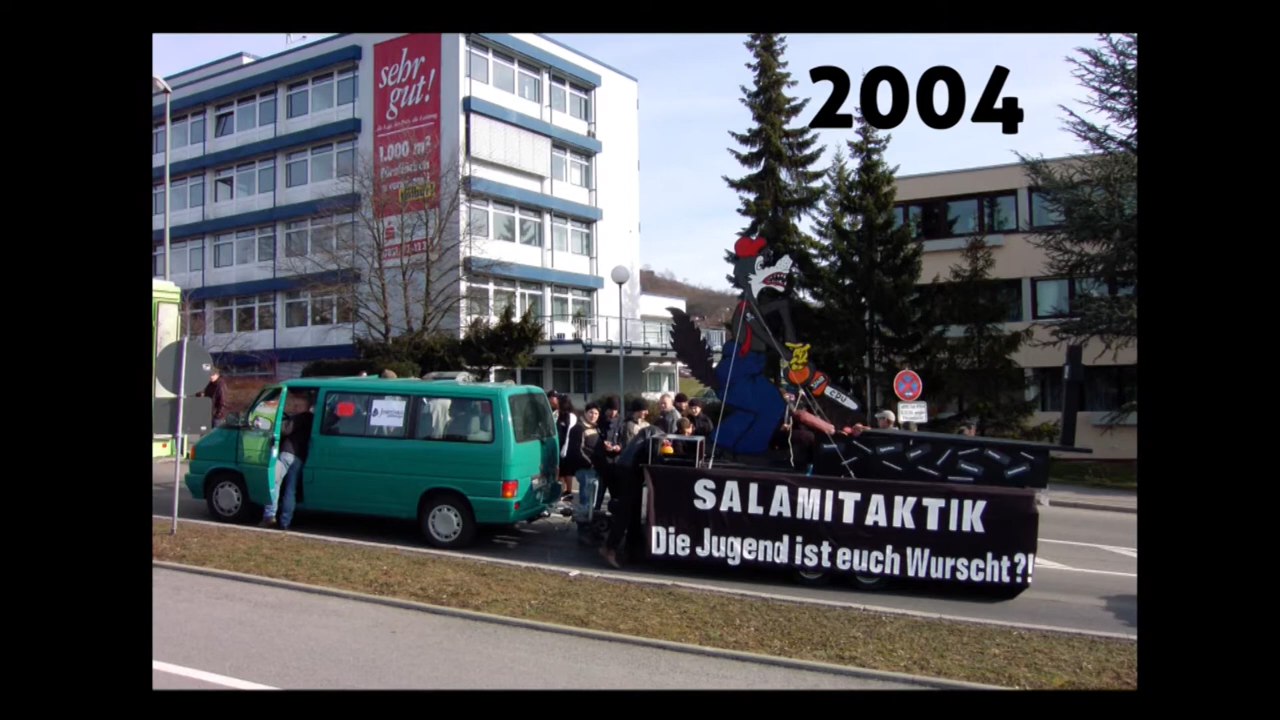 2004
sehr
gut!
1.000 m²
CDU
SALAMITAKTIK
Die Jugend ist euch Wurscht?!